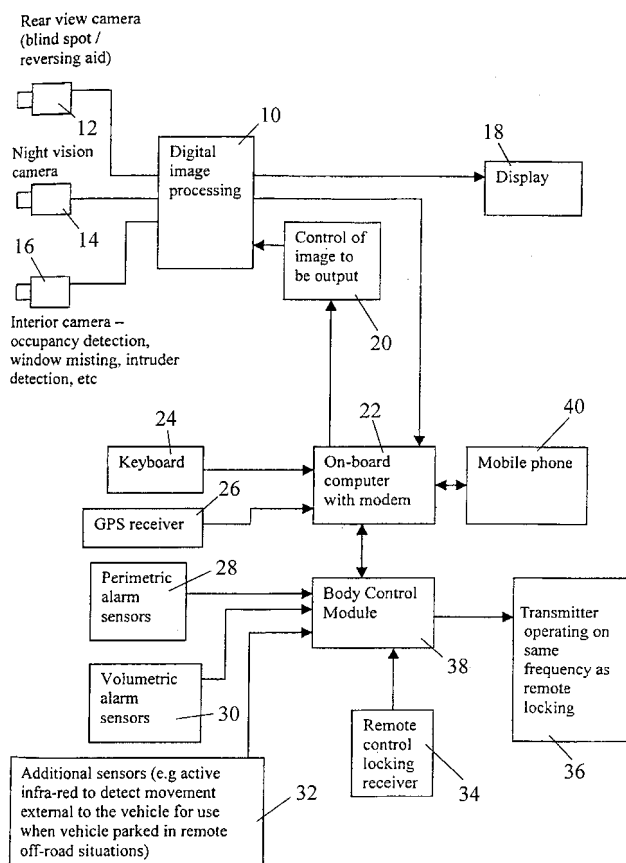 Rear view camera
(blind spot /
reversing aid)
12
10
Digital
image
processing
18
Display
Night vision
camera
14
16
Control of
image to
be output
20
Interior camera –
occupancy detection,
window misting, intruder
detection, etc
24
Keyboard
22
On-board
computer
with modem
40
Mobile phone
26
GPS receiver
28
Perimetric
alarm
sensors
Body Control
Module
38
Transmitter
operating on
same
frequency as
remote
locking
36
Volumetric
alarm
sensors
30
Remote
control
locking
receiver
34
Additional sensors (e.g active
infra-red to detect movement
external to the vehicle for use
when vehicle parked in remote
off-road situations)
32